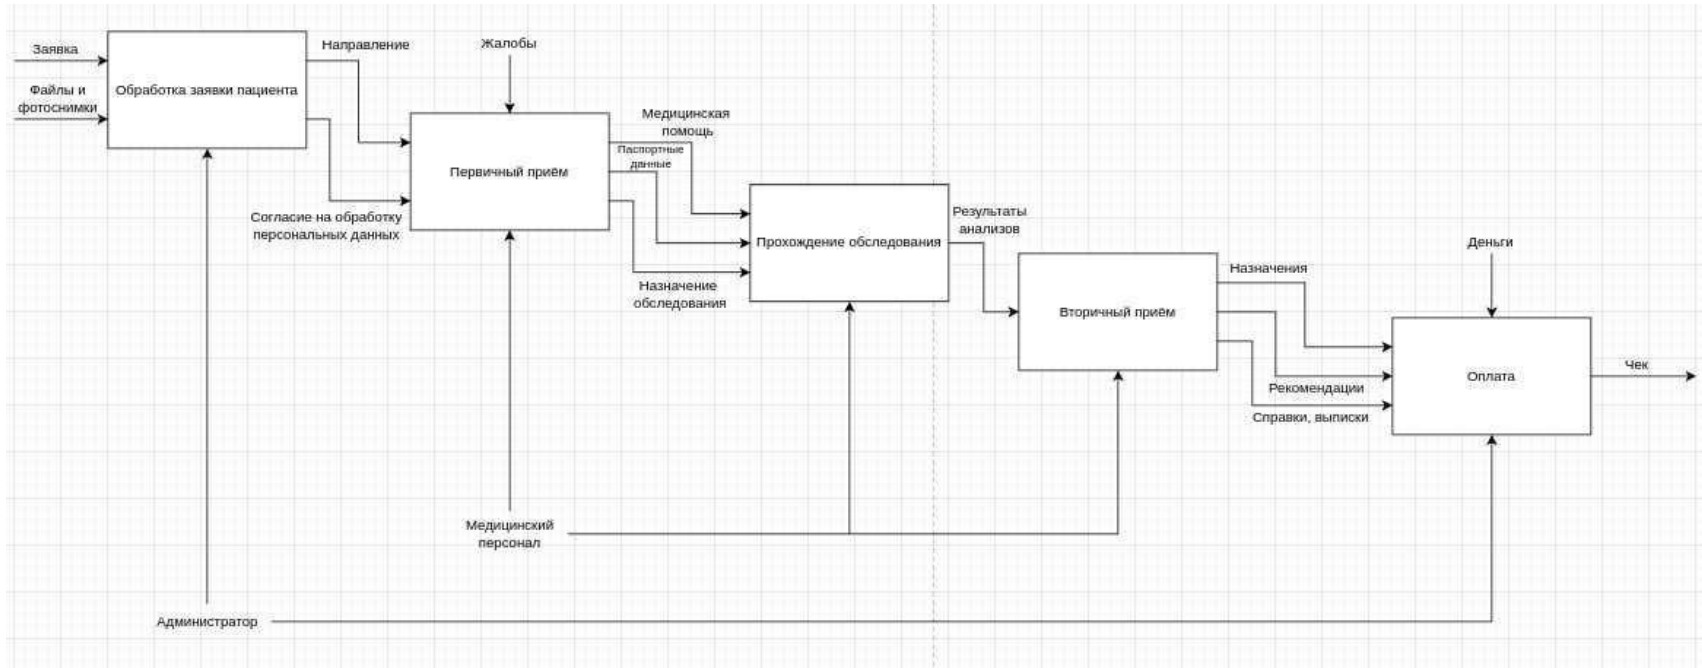 Заявка
Файлы и
фотоснимки
Обработка заявки пациента
Направление
Согласие на обработку
персональных данных
Жалобы
Первичный приём
Медицинская
помощь
Паспортные
данные
Назначение
обследования
Прохождение обследования
Результаты
анализов
Вторичный приём
Назначения
Рекомендации
Справки, выписки
Деньги
Оплата
Чек
Медицинский
персонал
Администратор